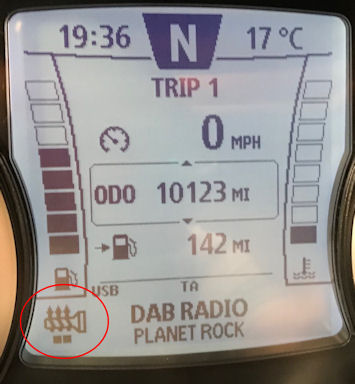 19:36 N 17 °C
TRIP 1
0 MPH
ODO 10123 MI
142 MI
USB TA
DAB RADIO
PLANET ROCK